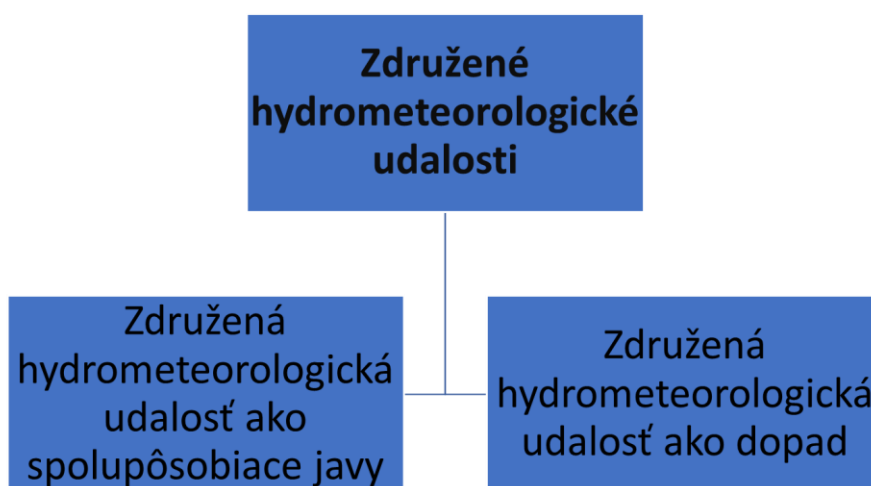 Združené
hydrometeorologické
udalosti
Združená
hydrometeorologická
udalosť ako
spolupôsobiace javy
Združená
hydrometeorologická
udalosť ako dopad